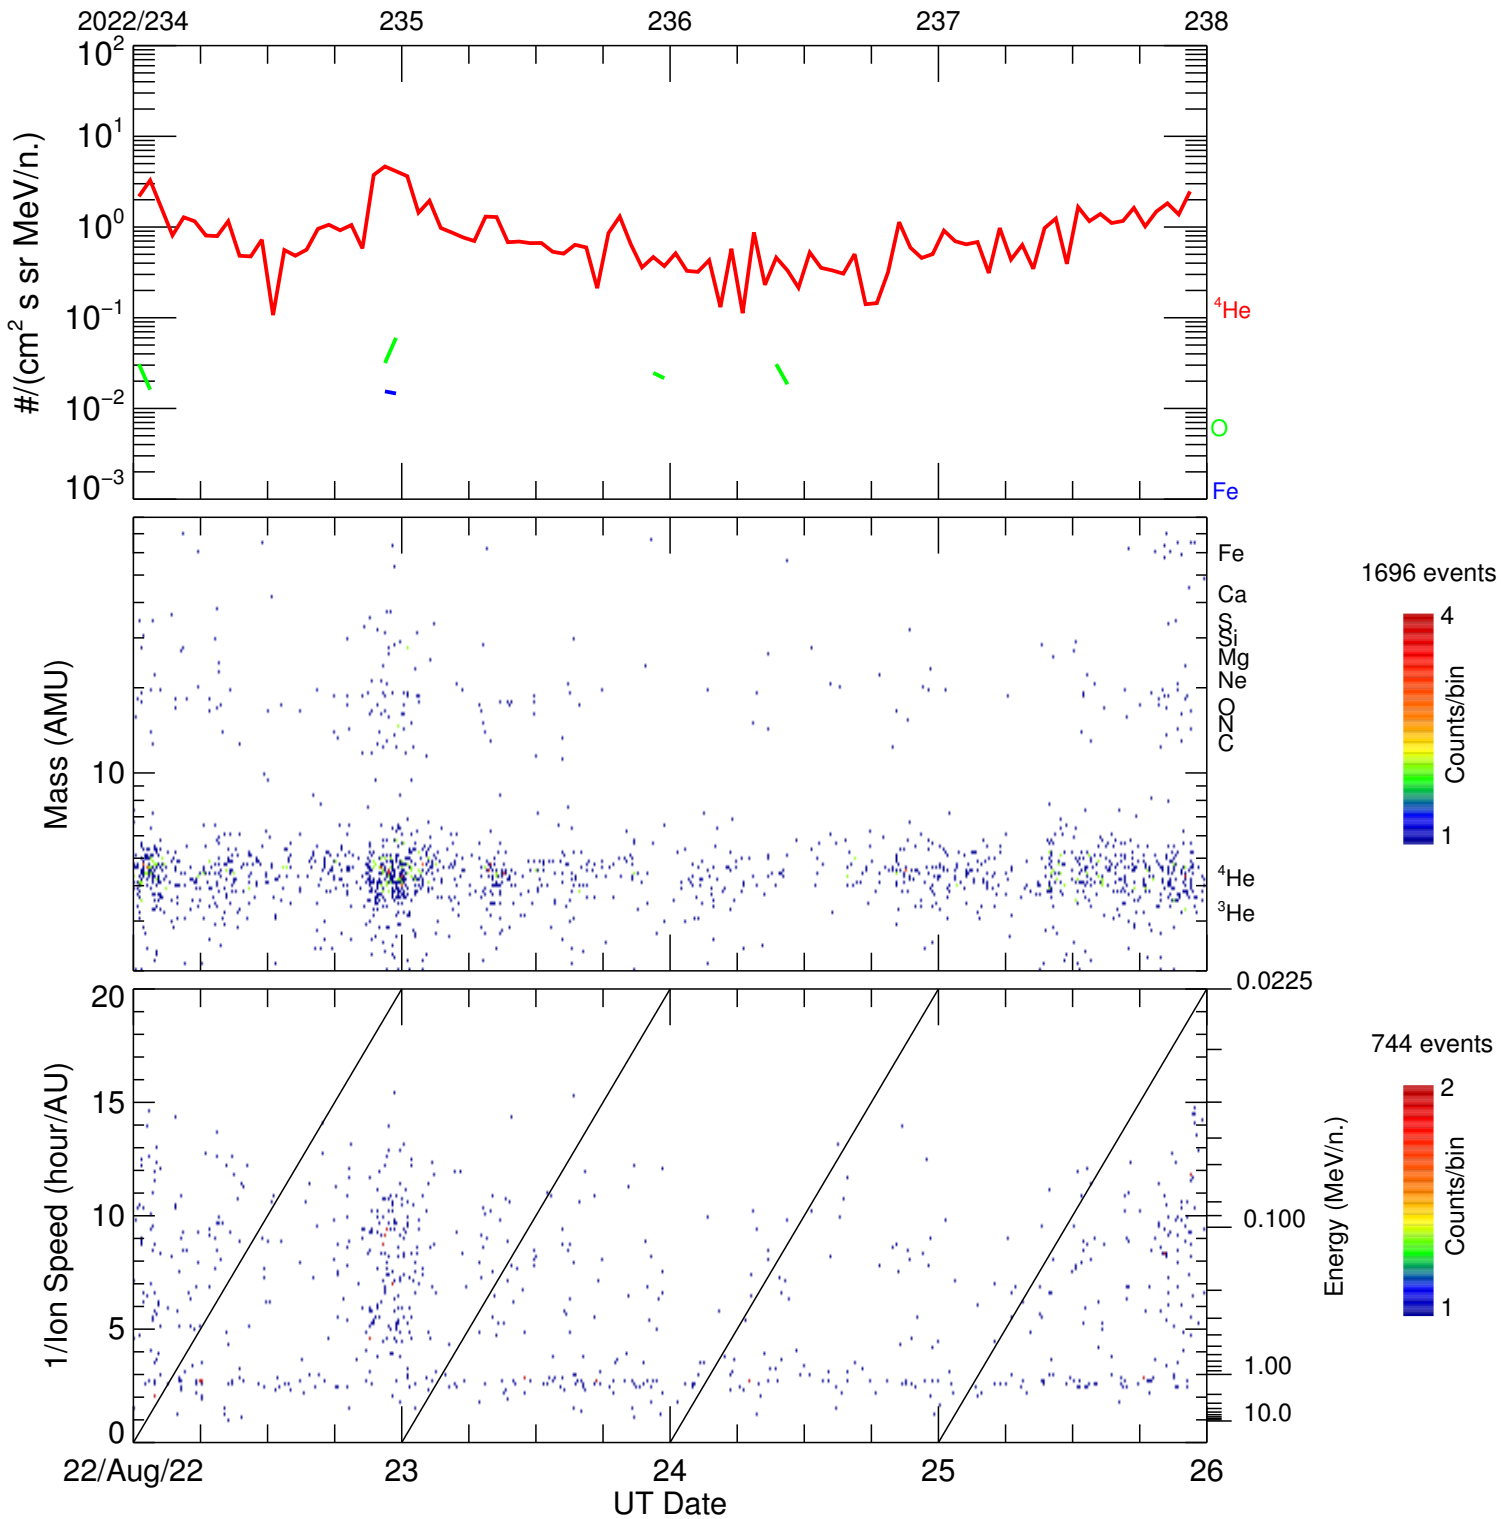 2022/234 235 236 237 238
10²
10¹
10⁰
10⁻¹
10⁻²
10⁻³
#/(cm² s sr MeV/n.)
⁴He
O
Fe
Mass (AMU)
10
Fe
Ca
S
Si
Mg
Ne
O
N
C
⁴He
³He
1696 events
4
Counts/bin
1
1/Ion Speed (hour/AU)
20
15
10
5
0
0.0225
0.100
1.00
10.0
Energy (MeV/n.)
744 events
2
Counts/bin
1
22/Aug/22 23 24 25 26
UT Date